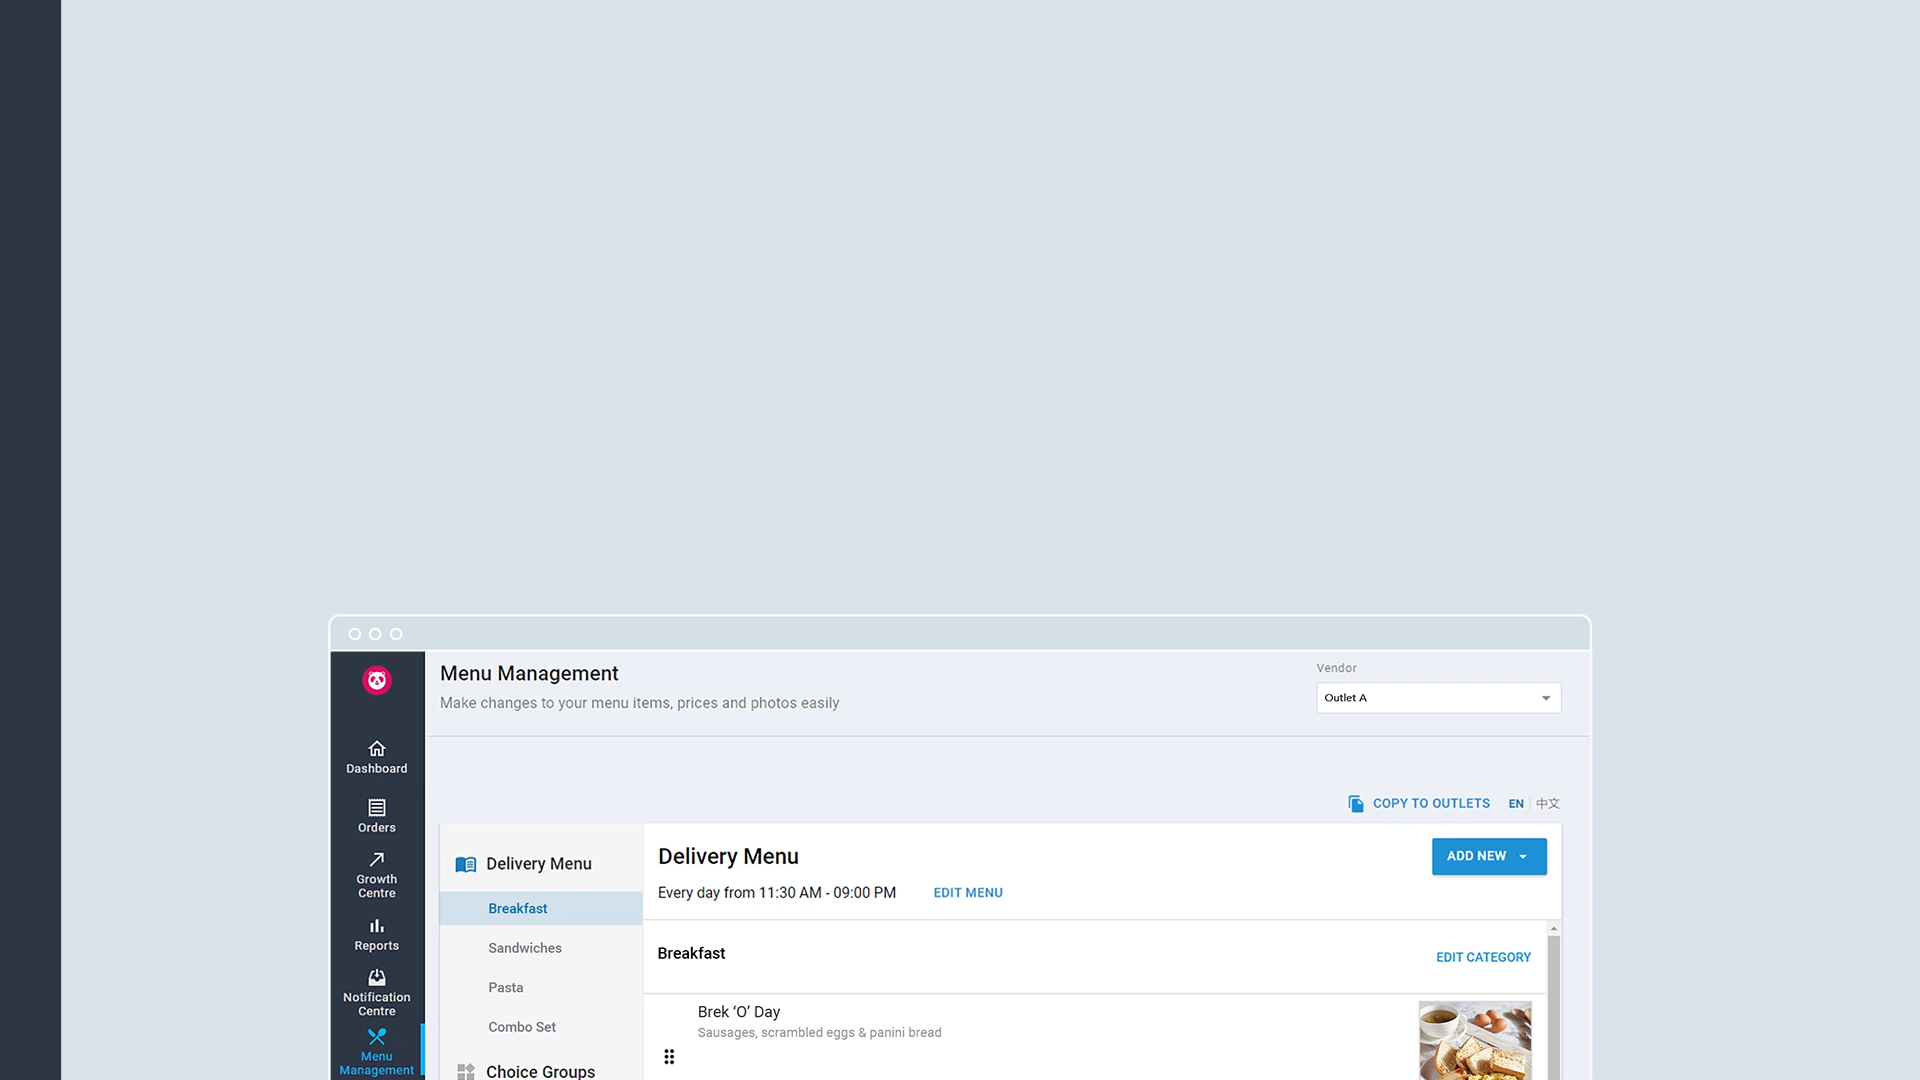 Menu Management
Make changes to your menu items, prices and photos easily
Vendor
Outlet A
Dashboard
Orders
Growth
Centre
Reports
Notification
Centre
Menu
Management
COPY TO OUTLETS EN 中文
Delivery Menu
Breakfast
Sandwiches
Pasta
Combo Set
Choice Groups
Delivery Menu
ADD NEW
Every day from 11:30 AM - 09:00 PM EDIT MENU
Breakfast
EDIT CATEGORY
Brek ‘O’ Day
Sausages, scrambled eggs & panini bread